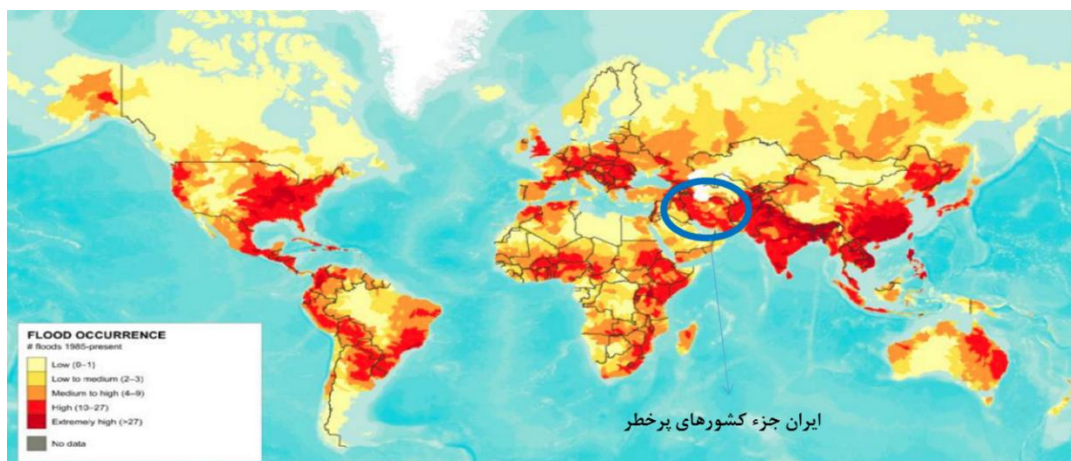 FLOOD OCCURRENCE
# floods 1985-present
Low (0-1)
Low to medium (2-3)
Medium to high (4-9)
High (10-27)
Extremely high (>27)
No data
ایران جزء کشورهای پرخطر